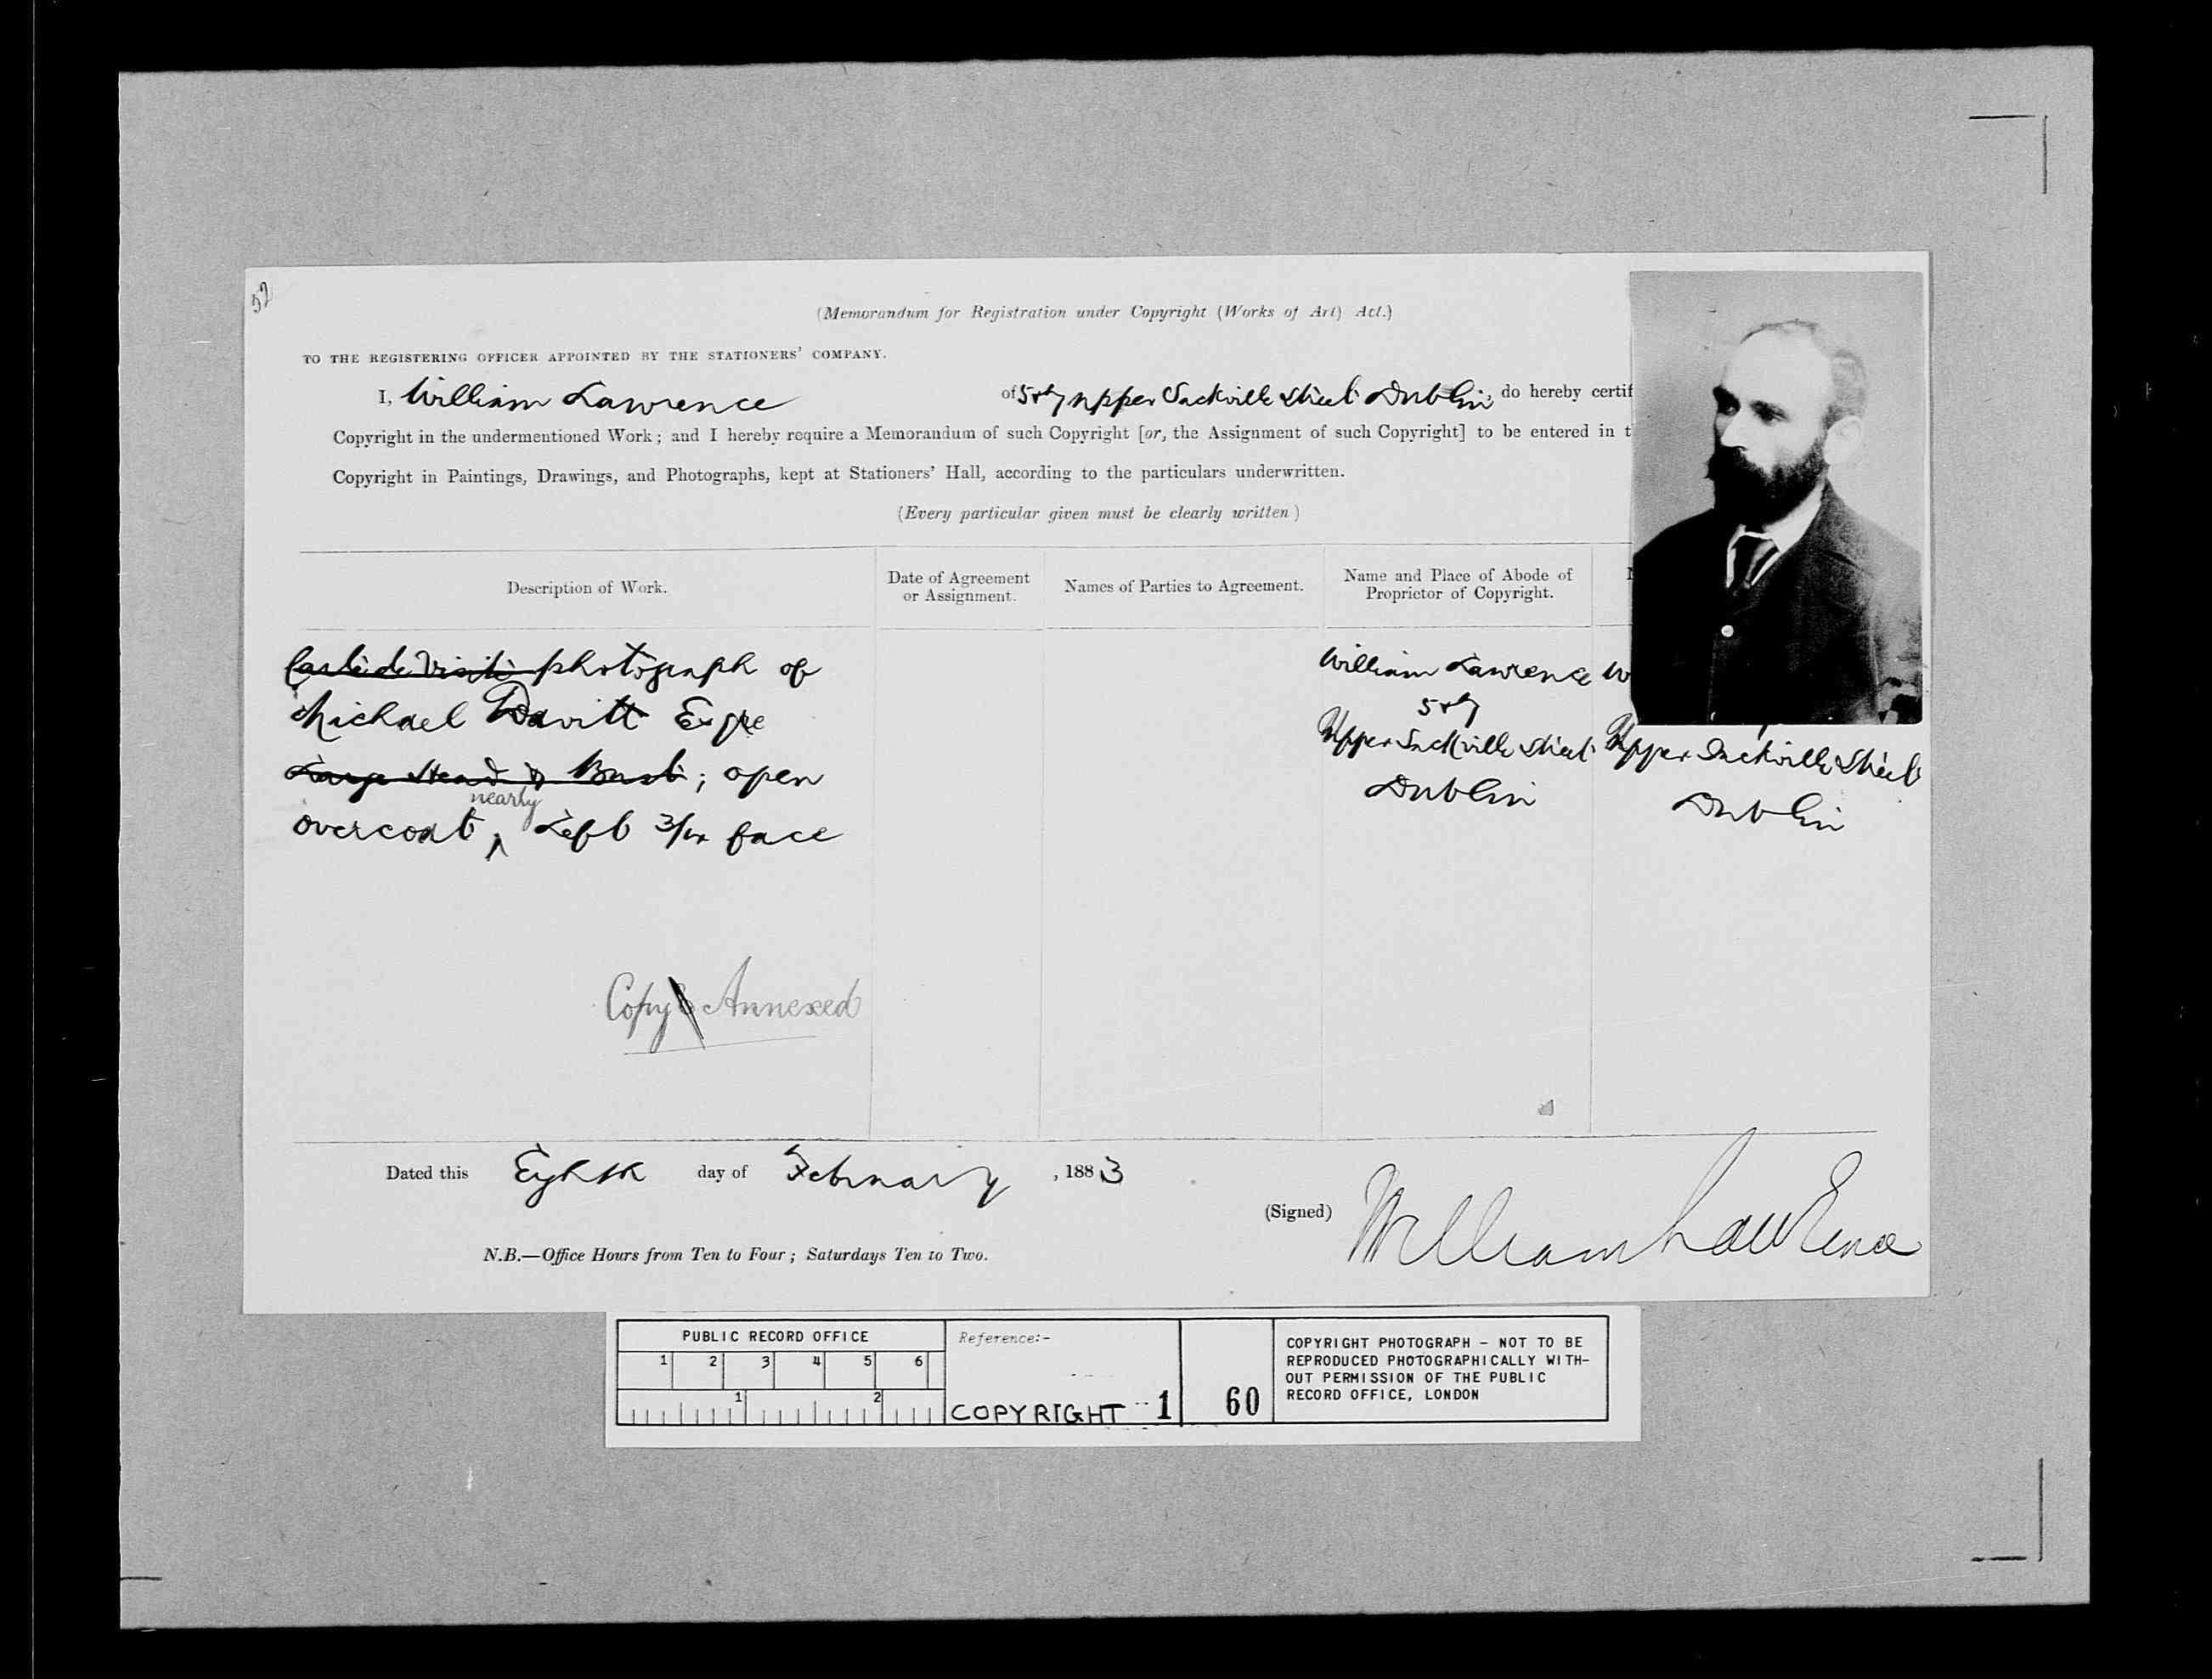 52
(Memorandum for Registration under Copyright (Works of Art) Act.)
TO THE REGISTERING OFFICER APPOINTED BY THE STATIONERS' COMPANY.
I, William Lawrence of 5 & 7 Upper Sackville Street Dublin, do hereby certif
Copyright in the undermentioned Work; and I hereby require a Memorandum of such Copyright [or, the Assignment of such Copyright] to be entered in t
Copyright in Paintings, Drawings, and Photographs, kept at Stationers' Hall, according to the particulars underwritten.
(Every particular given must be clearly written)
Description of Work.
Date of Agreement
or Assignment.
Names of Parties to Agreement.
Name and Place of Abode of
Proprietor of Copyright.
Carte de Visite photograph of
Michael Davitt Esqre
Large Head & Bust; open
nearly
overcoat, Left 3/4 face
Copy Annexed
William Lawrence
5 & 7
Upper Sackville Street
Dublin
W
Upper Sackville Street
Dublin
Dated this Eighth day of February, 1883
(Signed) William Lawrence
N.B.—Office Hours from Ten to Four; Saturdays Ten to Two.
PUBLIC RECORD OFFICE
1 2 3 4 5 6
1 2
Reference:-
COPYRIGHT 1
60
COPYRIGHT PHOTOGRAPH - NOT TO BE
REPRODUCED PHOTOGRAPHICALLY WITH-
OUT PERMISSION OF THE PUBLIC
RECORD OFFICE, LONDON